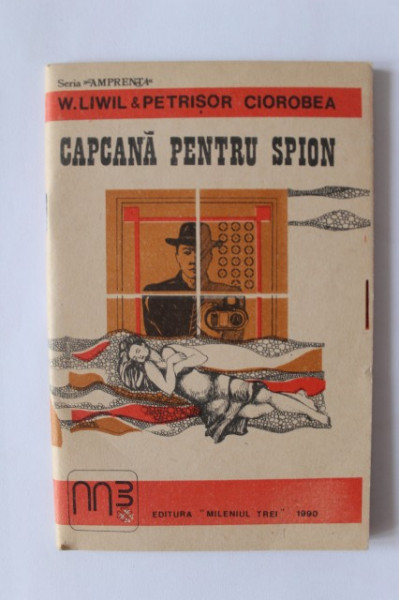 Seria "AMPRENTA"
W.LIWIL & PETRIȘOR CIOROBEA
CAPCANĂ PENTRU SPION
EDITURA "MILENIUL TREI" 1990